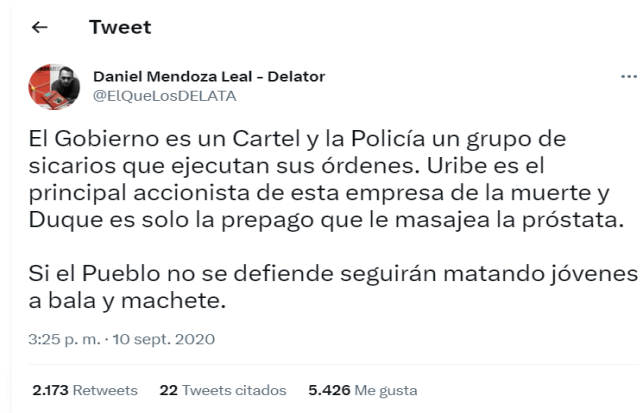 ← Tweet
Daniel Mendoza Leal - Delator
@ElQueLosDELATA
...
El Gobierno es un Cartel y la Policía un grupo de
sicarios que ejecutan sus órdenes. Uribe es el
principal accionista de esta empresa de la muerte y
Duque es solo la prepago que le masajea la próstata.
Si el Pueblo no se defiende seguirán matando jóvenes
a bala y machete.
3:25 p. m. · 10 sept. 2020
2.173 Retweets 22 Tweets citados 5.426 Me gusta